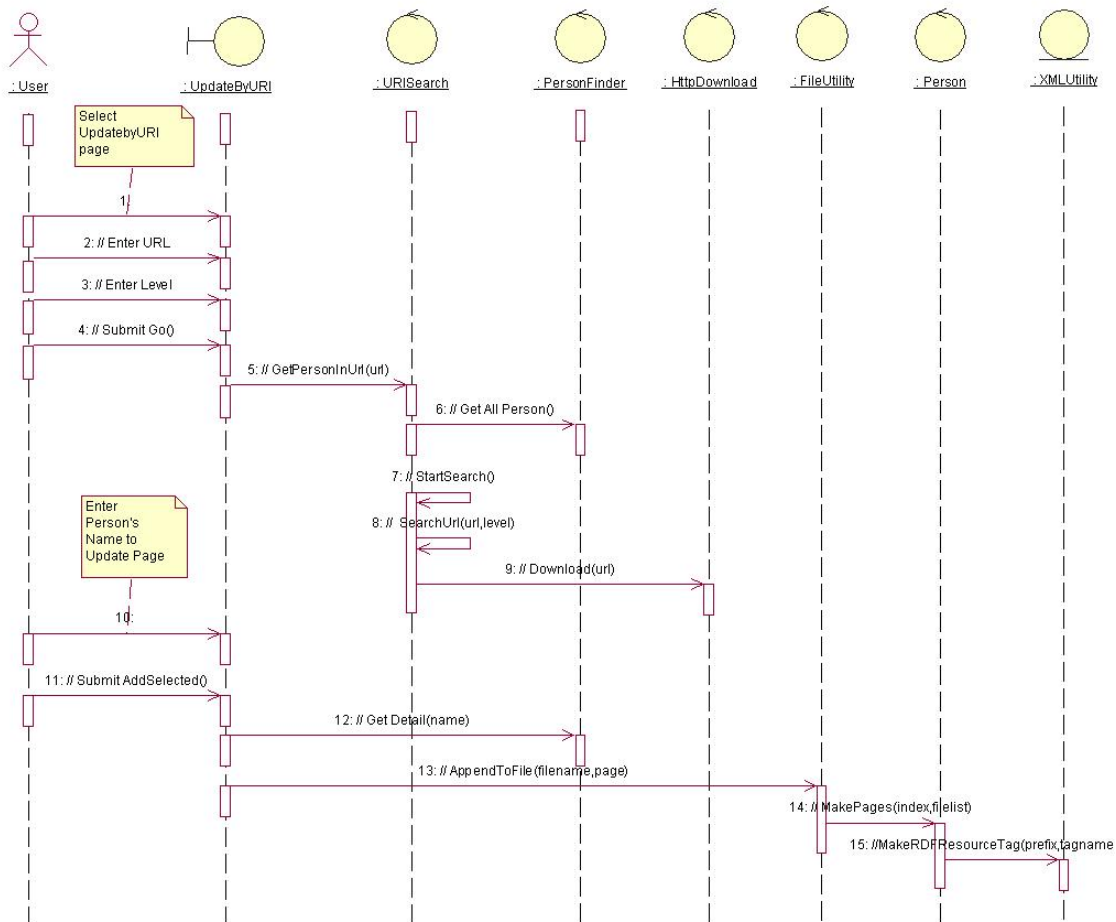 : User
: UpdateByURI
: URISearch
: PersonFinder
: HttpDownload
: FileUtility
: Person
: XMLUtility
Select
UpdatebyURI
page
1:
2: // Enter URL
3: // Enter Level
4: // Submit Go()
5: // GetPersonInUrl(url)
6: // Get All Person()
7: // StartSearch()
8: // SearchUrl(url,level)
Enter
Person's
Name to
Update Page
9: // Download(url)
10:
11: // Submit AddSelected()
12: // Get Detail(name)
13: // AppendToFile(filename,page)
14: // MakePages(index,filelist)
15: //MakeRDFResourceTag(prefix,tagname